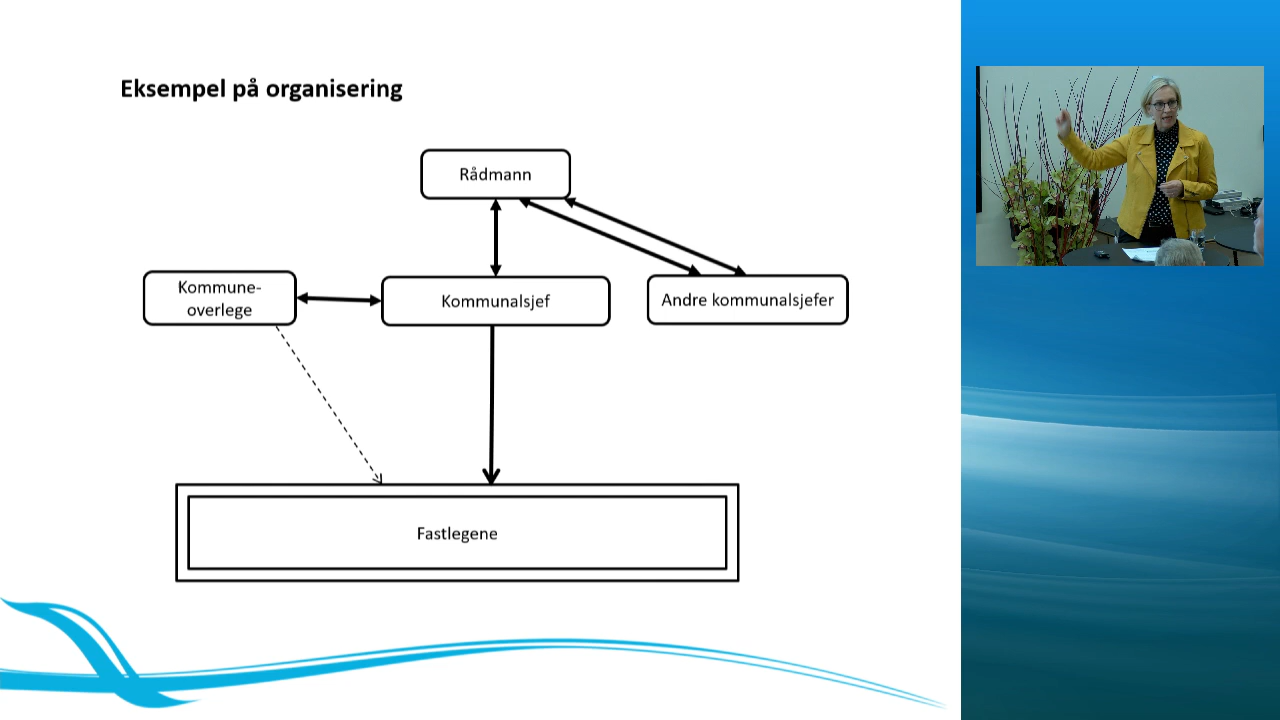 Eksempel på organisering
Rådmann
Kommune-
overlege
Kommunalsjef
Andre kommunalsjefer
Fastlegene